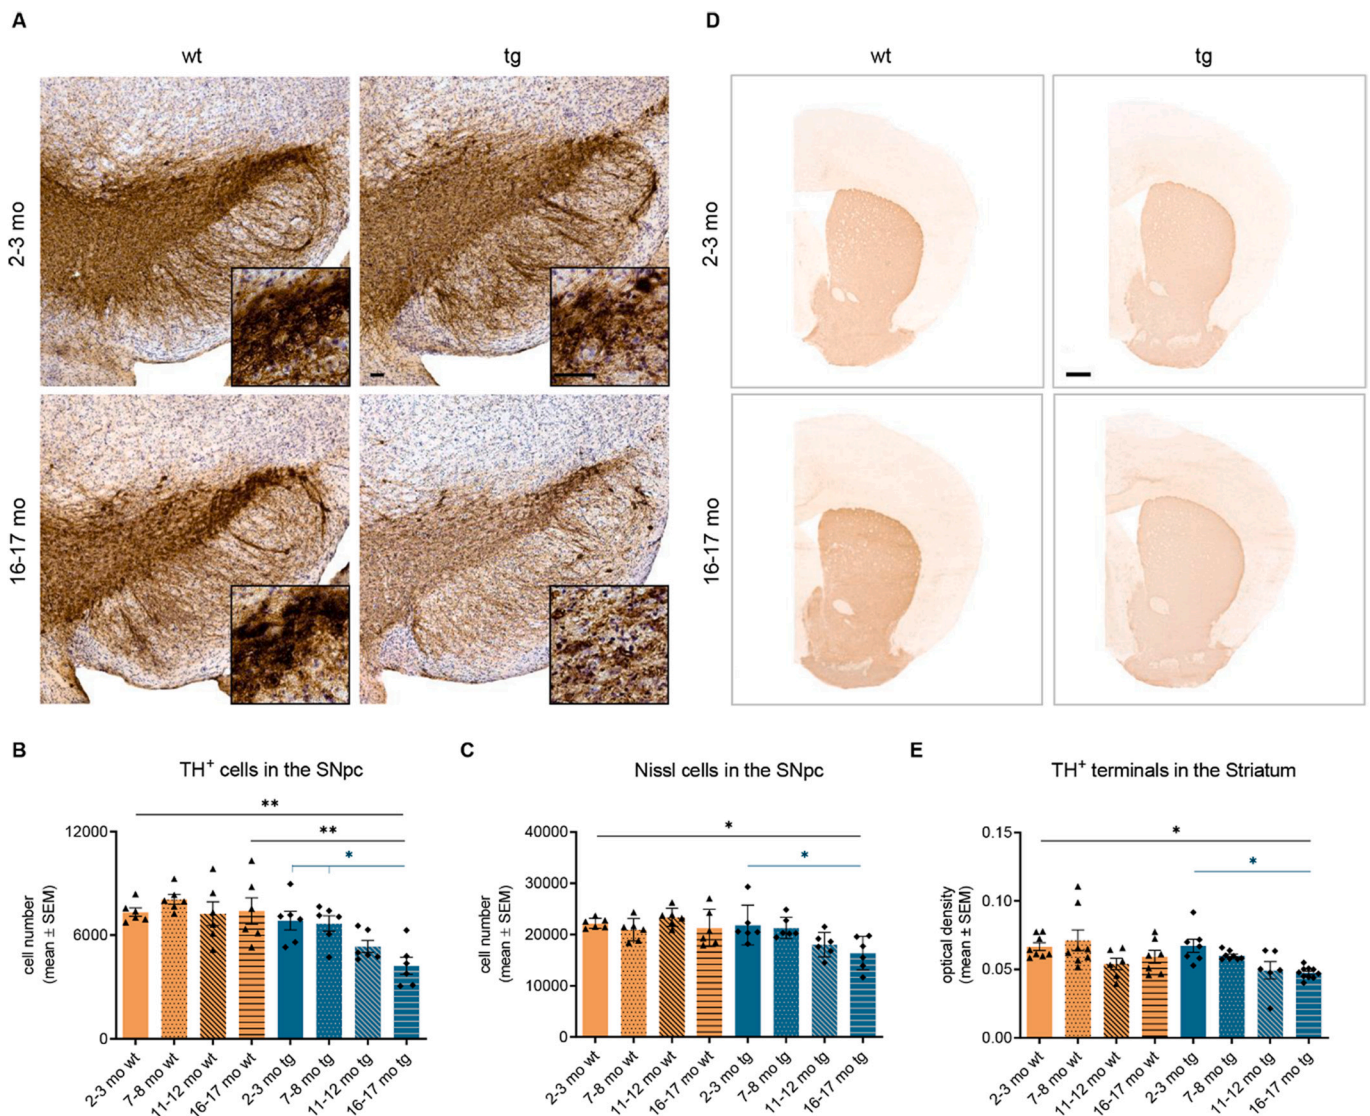 A
wt
tg
2-3 mo
16-17 mo
D
wt
tg
2-3 mo
16-17 mo
B
TH+ cells in the SNpc
**
**
*
12000
6000
0
cell number
(mean ± SEM)
2-3 mo wt
7-8 mo wt
11-12 mo wt
16-17 mo wt
2-3 mo tg
7-8 mo tg
11-12 mo tg
16-17 mo tg
C
Nissl cells in the SNpc
*
*
40000
30000
20000
10000
0
cell number
(mean ± SEM)
2-3 mo wt
7-8 mo wt
11-12 mo wt
16-17 mo wt
2-3 mo tg
7-8 mo tg
11-12 mo tg
16-17 mo tg
E
TH+ terminals in the Striatum
*
*
0.15
0.10
0.05
0.00
optical density
(mean ± SEM)
2-3 mo wt
7-8 mo wt
11-12 mo wt
16-17 mo wt
2-3 mo tg
7-8 mo tg
11-12 mo tg
16-17 mo tg